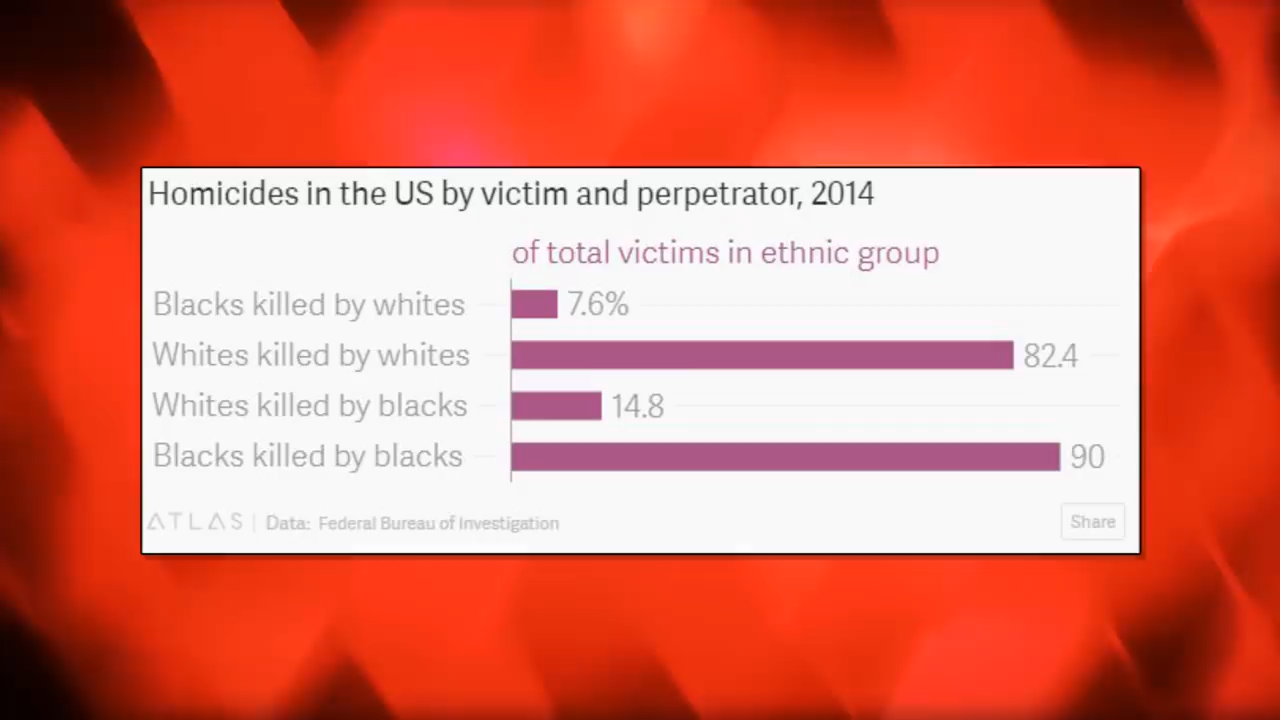 Homicides in the US by victim and perpetrator, 2014
of total victims in ethnic group
Blacks killed by whites 7.6%
Whites killed by whites 82.4
Whites killed by blacks 14.8
Blacks killed by blacks 90
ATLAS | Data: Federal Bureau of Investigation Share